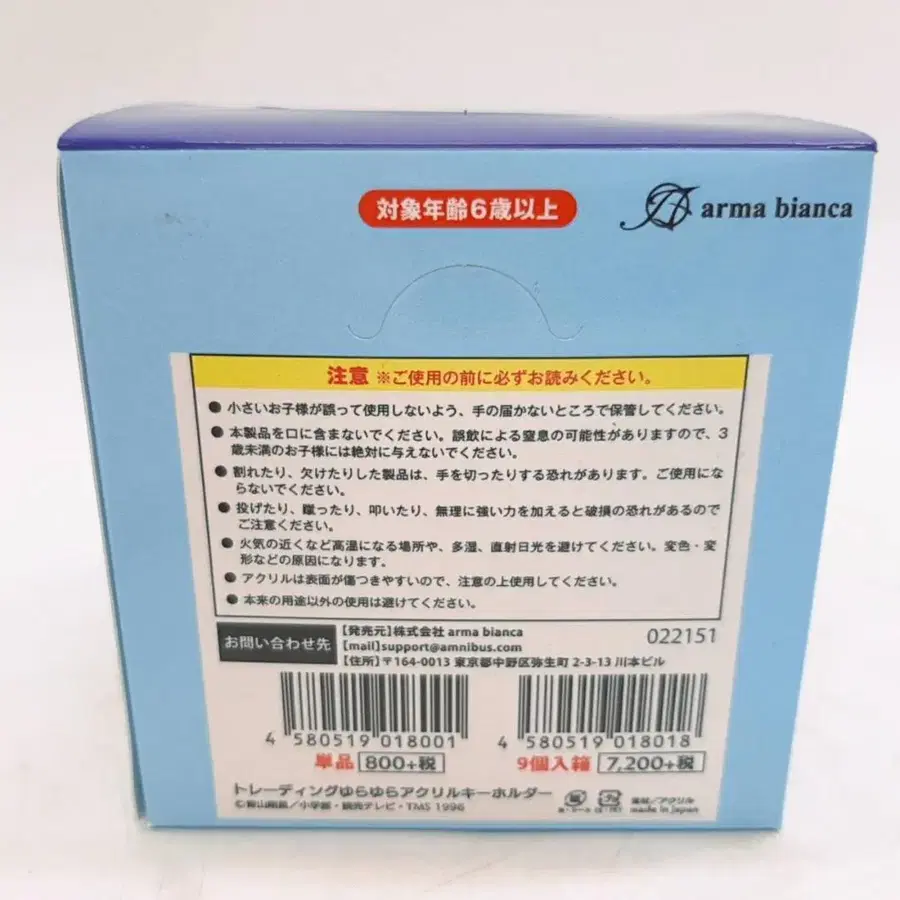 対象年齢6歳以上
arma bianca
注意 ※ご使用の前に必ずお読みください。
● 小さいお子様が誤って使用しないよう、手の届かないところで保管してください。
● 本製品を口に含まないでください。誤飲による窒息の可能性がありますので、3
歳未満のお子様には絶対に与えないでください。
● 割れたり、欠けたりした製品は、手を切ったりする恐れがあります。ご使用にな
らないでください。
● 投げたり、蹴ったり、叩いたり、無理に強い力を加えると破損の恐れがあるので
ご注意ください。
● 火気の近くなど高温になる場所や、多湿、直射日光を避けてください。変色・変
形などの原因になります。
● アクリルは表面が傷つきやすいので、注意の上使用してください。
● 本来の用途以外の使用は避けてください。
お問い合わせ先
【発売元】株式会社 arma bianca
【mail】support@amnibus.com
【住所】〒164-0013 東京都中野区弥生町 2-3-13 川本ビル
022151
4 580519 018001
4 580519 018018
単品 800+税
9個入箱 7,200+税
トレーディングゆらゆらアクリルキーホルダー
©青山剛昌/小学館・読売テレビ・TMS 1996
素材/アクリル
made in Japan